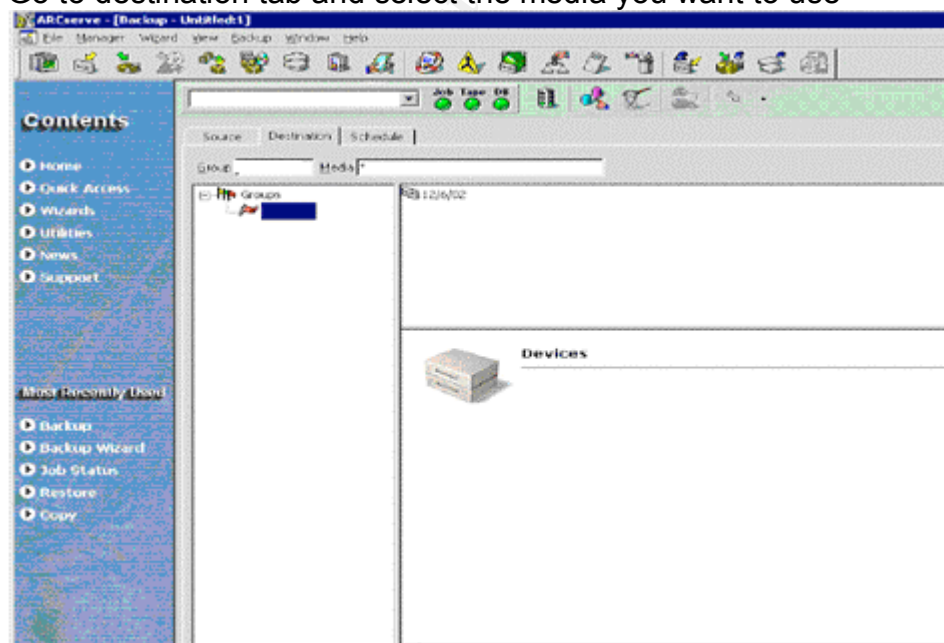 Go to destination tab and select the media you want to use
ARCserve - [Backup - Untitled:1]
File Manager Wizard View Backup Window Help
Job Tape DB
Contents
Home
Quick Access
Wizards
Utilities
News
Support
Most Recently Used
Backup
Backup Wizard
Job Status
Restore
Copy
Source Destination Schedule
Group Media *
Groups
12/6/02
Devices